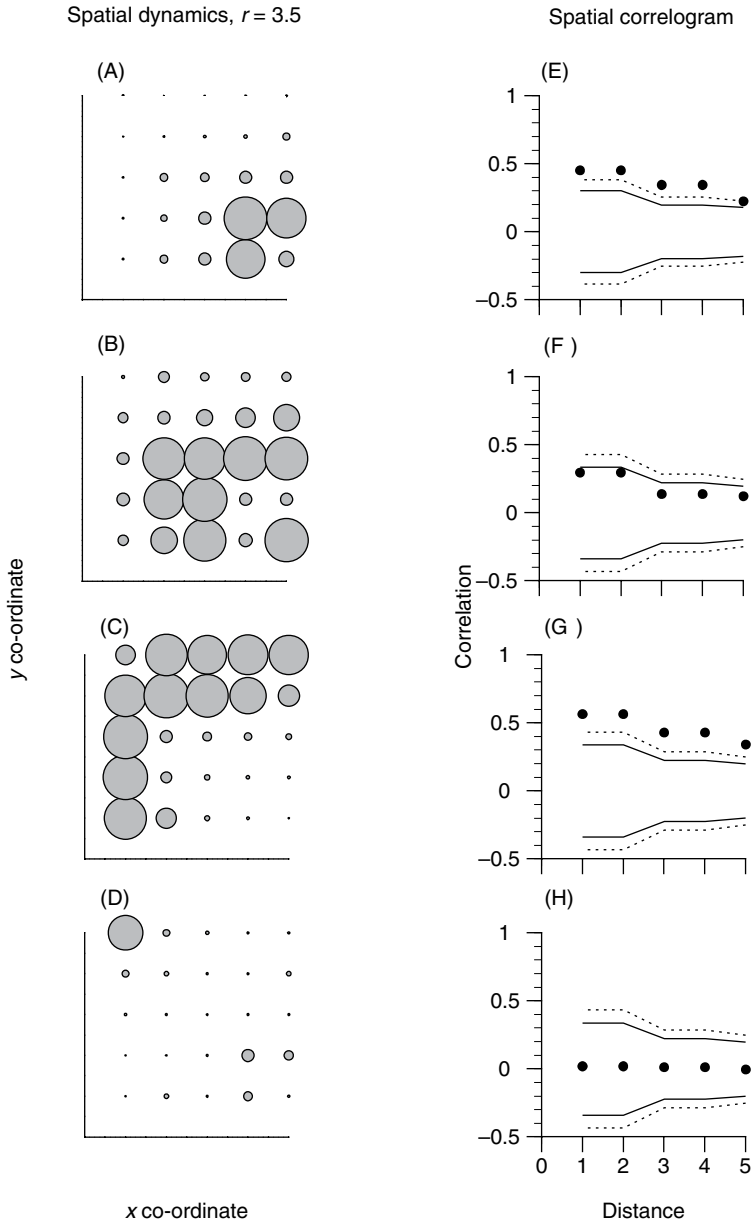 Spatial dynamics, r = 3.5
Spatial correlogram
(A)
(E)
1
0.5
0
−0.5
(B)
(F )
1
0.5
0
−0.5
y co-ordinate
Correlation
(C)
(G )
1
0.5
0
−0.5
(D)
(H)
1
0.5
0
−0.5
0 1 2 3 4 5
x co-ordinate
Distance